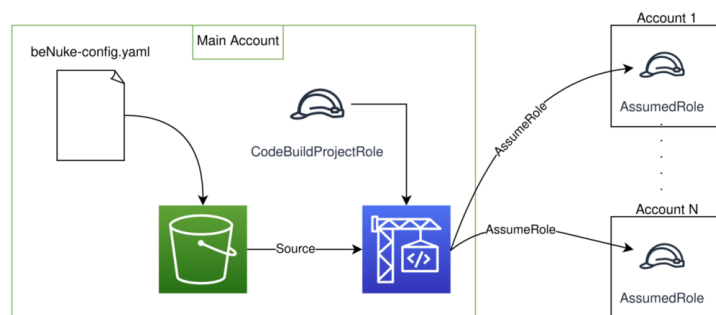 Main Account
beNuke-config.yaml
CodeBuildProjectRole
Source
</>
AssumeRole
AssumeRole
Account 1
AssumedRole
Account N
AssumedRole